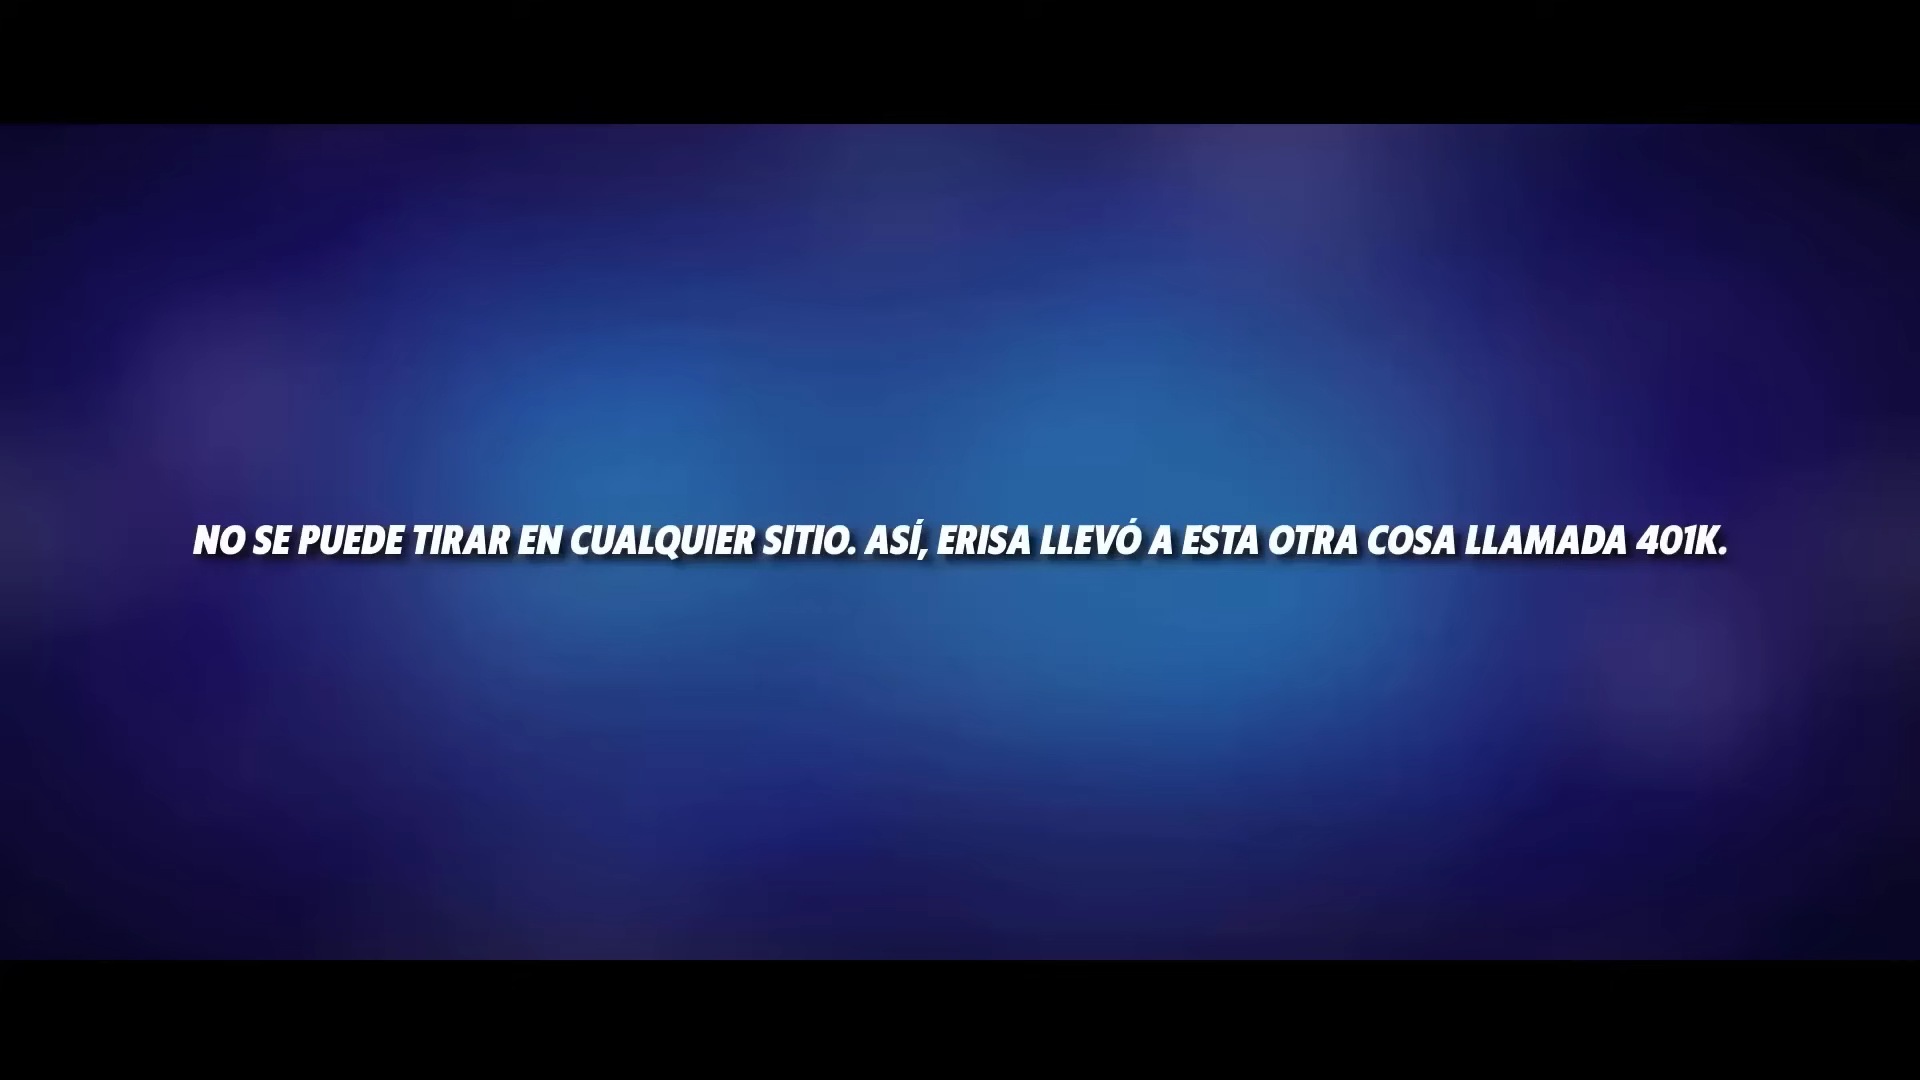 NO SE PUEDE TIRAR EN CUALQUIER SITIO. ASÍ, ERISA LLEVÓ A ESTA OTRA COSA LLAMADA 401K.